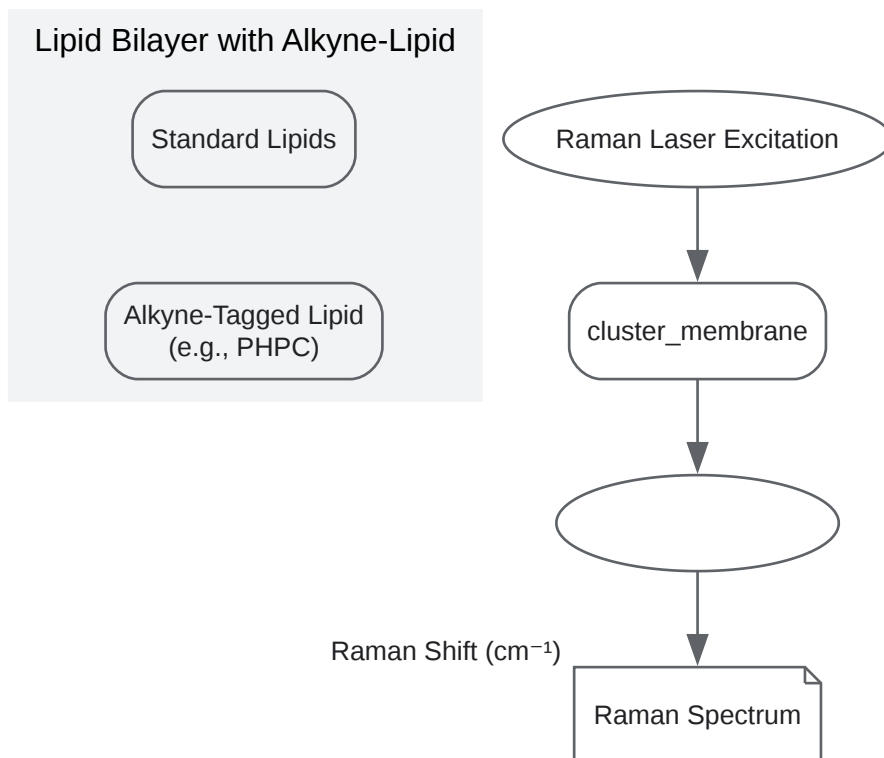 Lipid Bilayer with Alkyne-Lipid
Standard Lipids
Raman Laser Excitation
Alkyne-Tagged Lipid
(e.g., PHPC)
cluster_membrane
Raman Shift (cm⁻¹)
Raman Spectrum